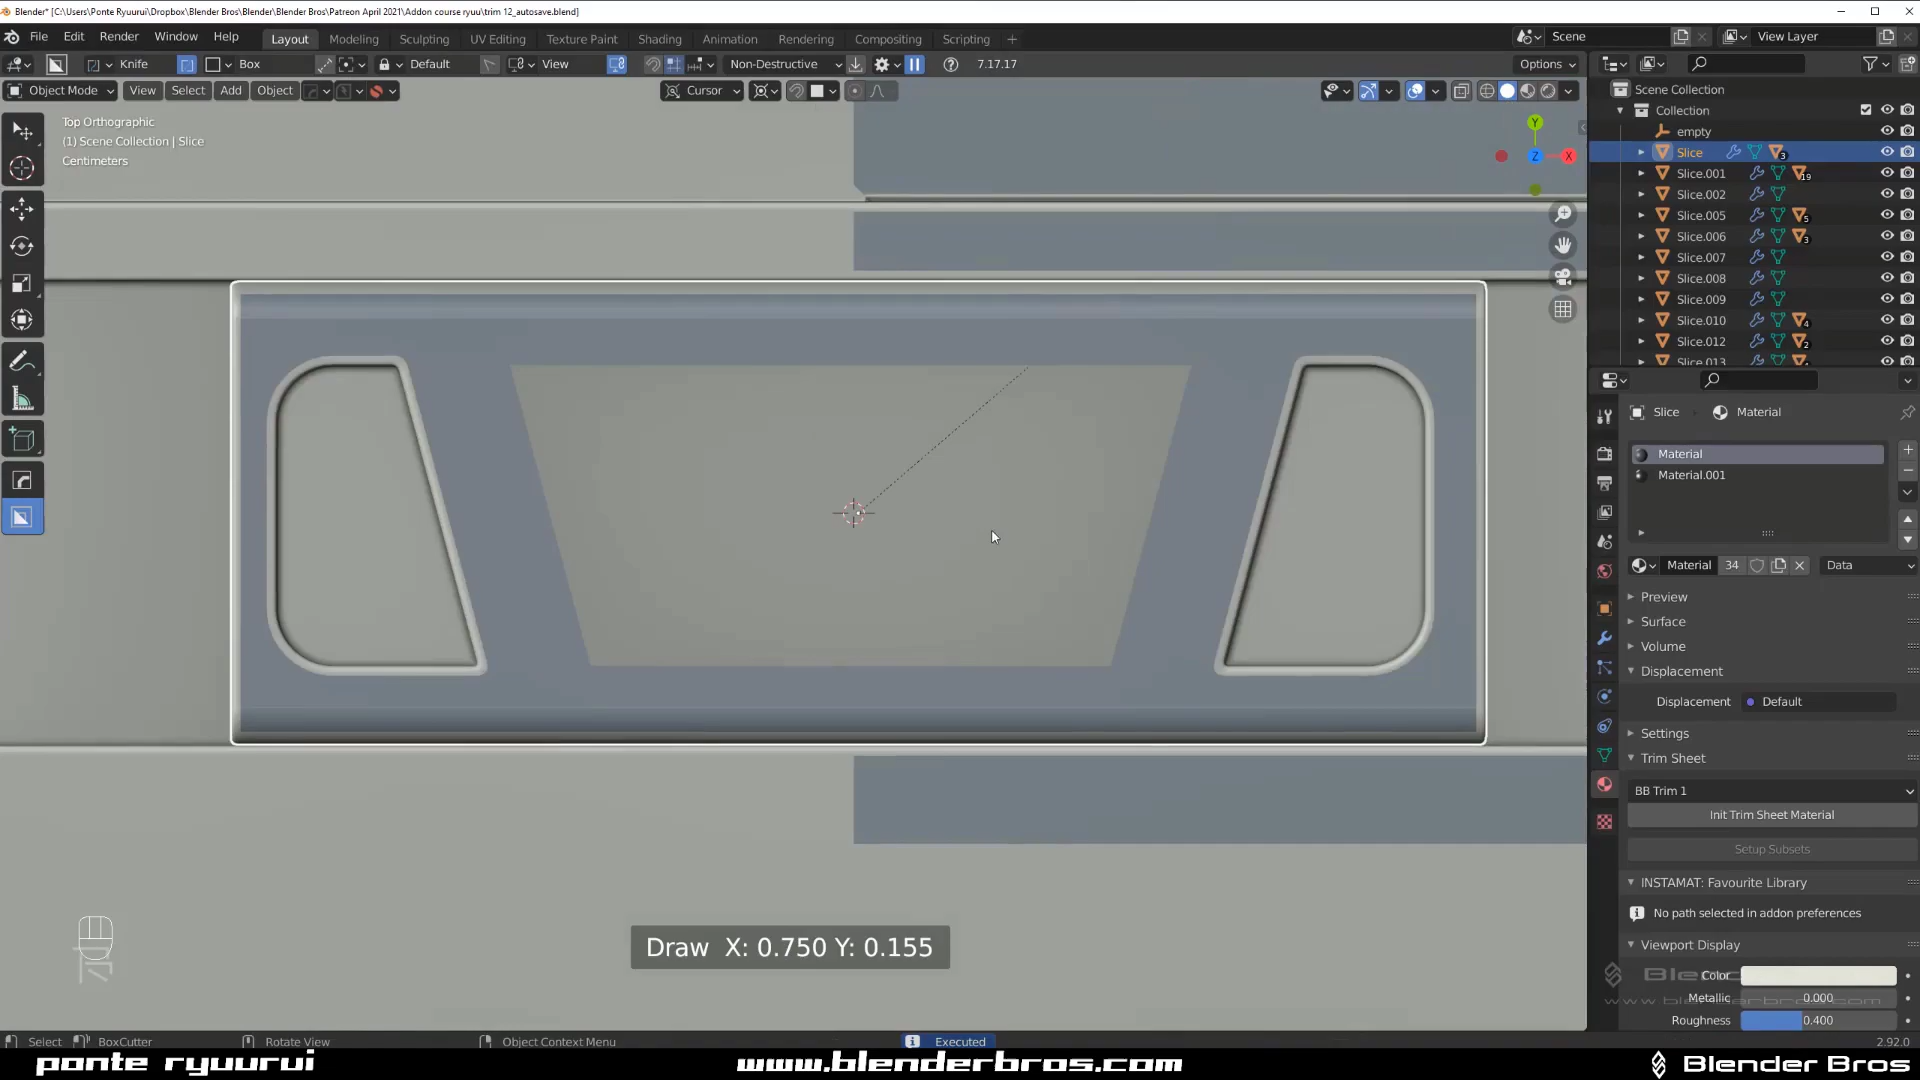 Blender* [C:\Users\Ponte Ryuurui\Dropbox\Blender Bros\Blender\Blender Bros\Patreon April 2021\Addon course ryuu\trim 12_autosave.blend]
File Edit Render Window Help Layout Modeling Sculpting UV Editing Texture Paint Shading Animation Rendering Compositing Scripting + Scene View Layer
Knife Box Default View Non-Destructive 7.17.17 Options
Object Mode View Select Add Object Cursor
Top Orthographic
(1) Scene Collection | Slice
Centimeters
Y
Z X
Scene Collection
Collection
empty
Slice 3
Slice.001 19
Slice.002
Slice.005 5
Slice.006 3
Slice.007
Slice.008
Slice.009
Slice.010 4
Slice.012 2
Slice.013
Slice Material
Material
Material.001
Material 34 Data
Preview
Surface
Volume
Displacement
Displacement Default
Settings
Trim Sheet
BB Trim 1
Init Trim Sheet Material
Setup Subsets
INSTAMAT: Favourite Library
No path selected in addon preferences
Viewport Display
Color
Metallic 0.000
Roughness 0.400
Draw X: 0.750 Y: 0.155
Select BoxCutter Rotate View Object Context Menu Executed 2.92.0
ponte ryuurui www.blenderbros.com Blender Bros